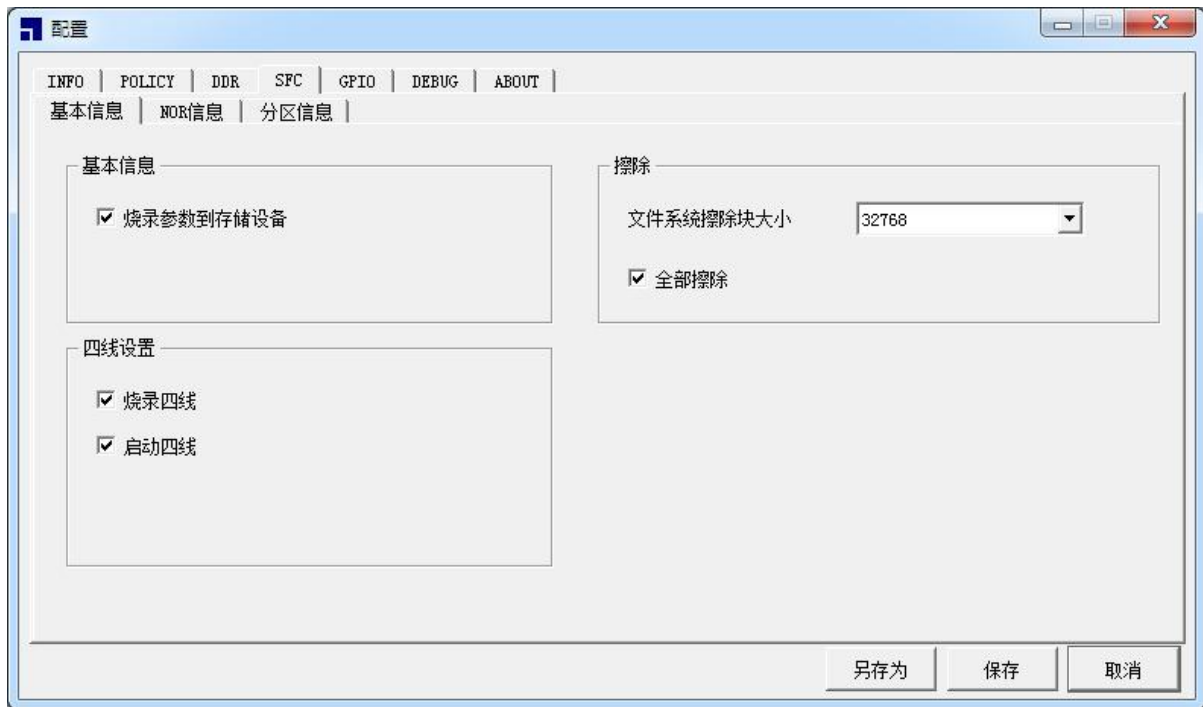 配置
INFO POLICY DDR SFC GPIO DEBUG ABOUT
基本信息 NOR信息 分区信息
基本信息
烧录参数到存储设备
擦除
文件系统擦除块大小 32768
全部擦除
四线设置
烧录四线
启动四线
另存为 保存 取消